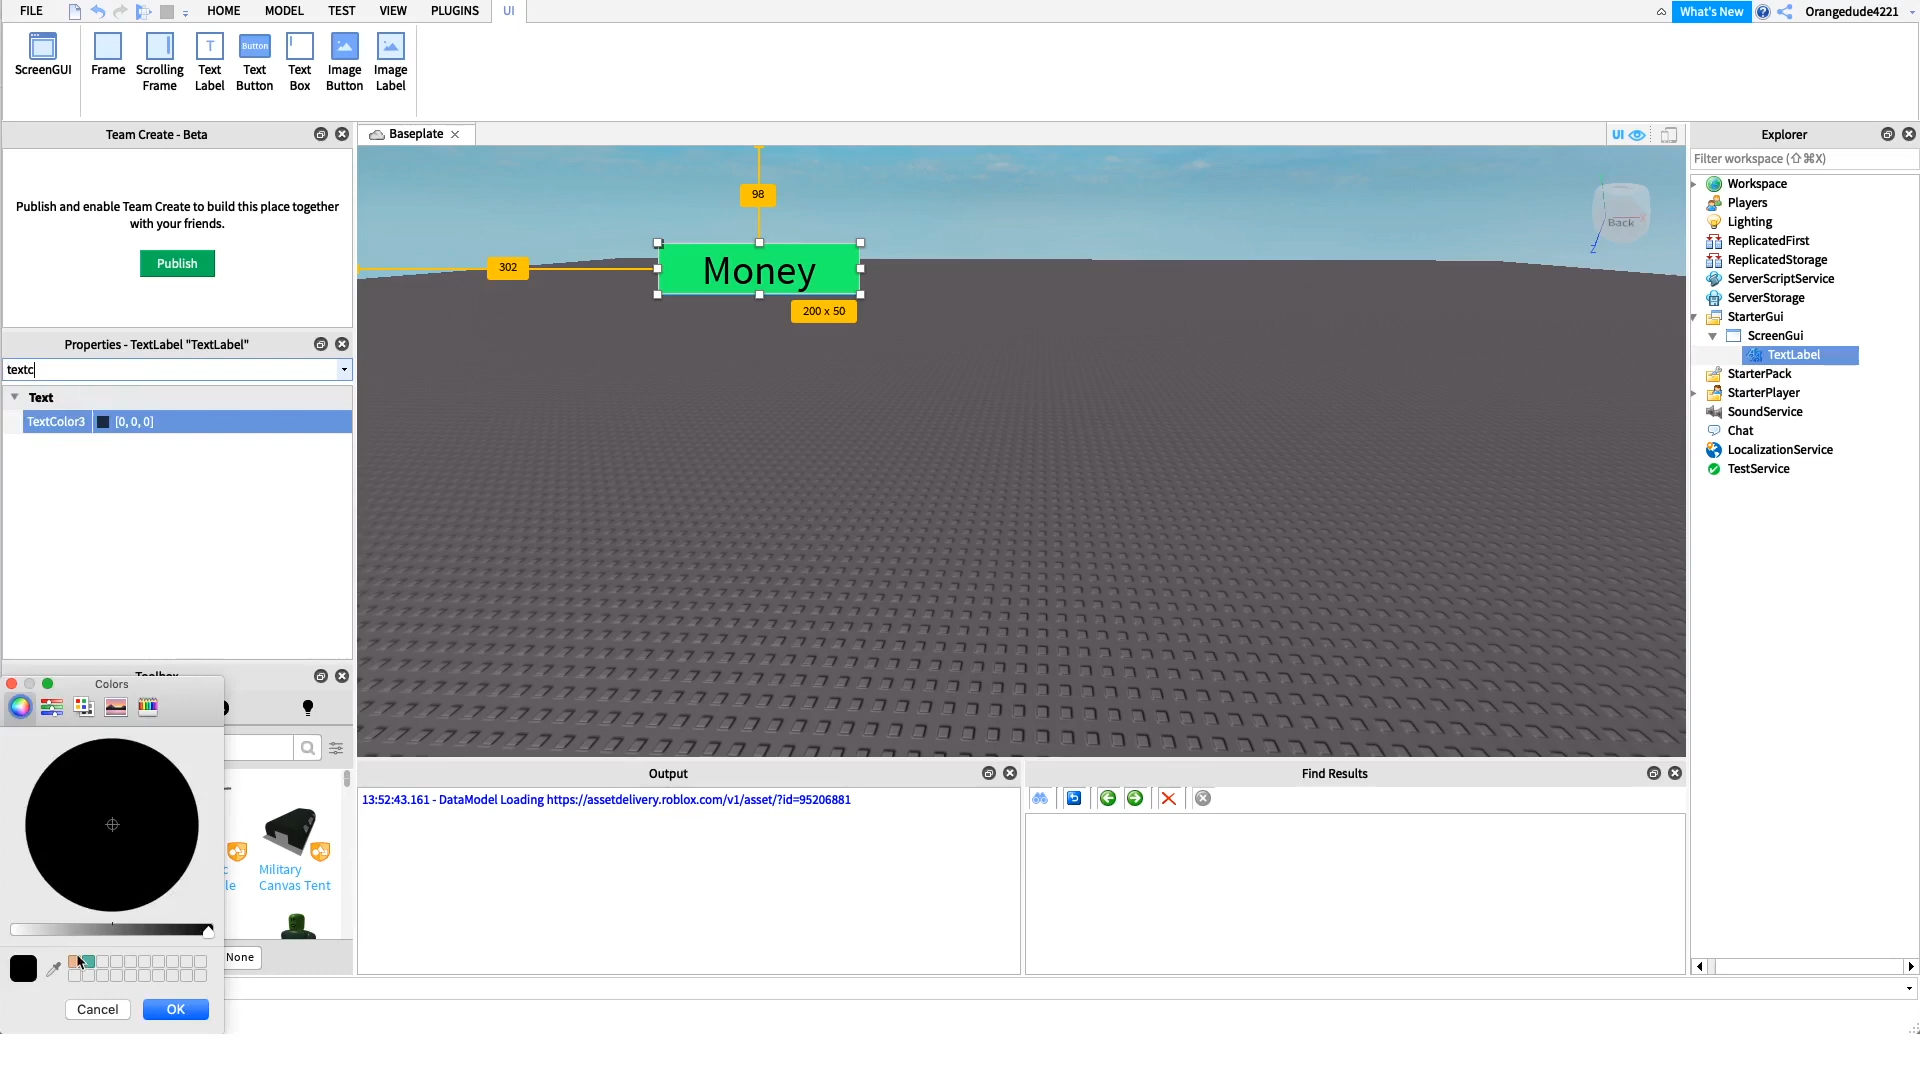 FILE HOME MODEL TEST VIEW PLUGINS UI What's New Orangedude4221
ScreenGUI Frame Scrolling Frame Text Label Text Button Text Box Image Button Image Label
T Button
Team Create - Beta
Publish and enable Team Create to build this place together
with your friends.
Publish
Properties - TextLabel "TextLabel"
textc
Text
TextColor3 [0, 0, 0]
Baseplate
UI
98
302
Money
200 x 50
Back
X
Z
Explorer
Filter workspace (⇧⌘X)
Workspace
Players
Lighting
ReplicatedFirst
ReplicatedStorage
ServerScriptService
ServerStorage
StarterGui
ScreenGui
TextLabel
StarterPack
StarterPlayer
SoundService
Chat
LocalizationService
TestService
Toolbox
Colors
Military
Canvas Tent
c
le
None
Cancel OK
Output
13:52:43.161 - DataModel Loading https://assetdelivery.roblox.com/v1/asset/?id=95206881
Find Results